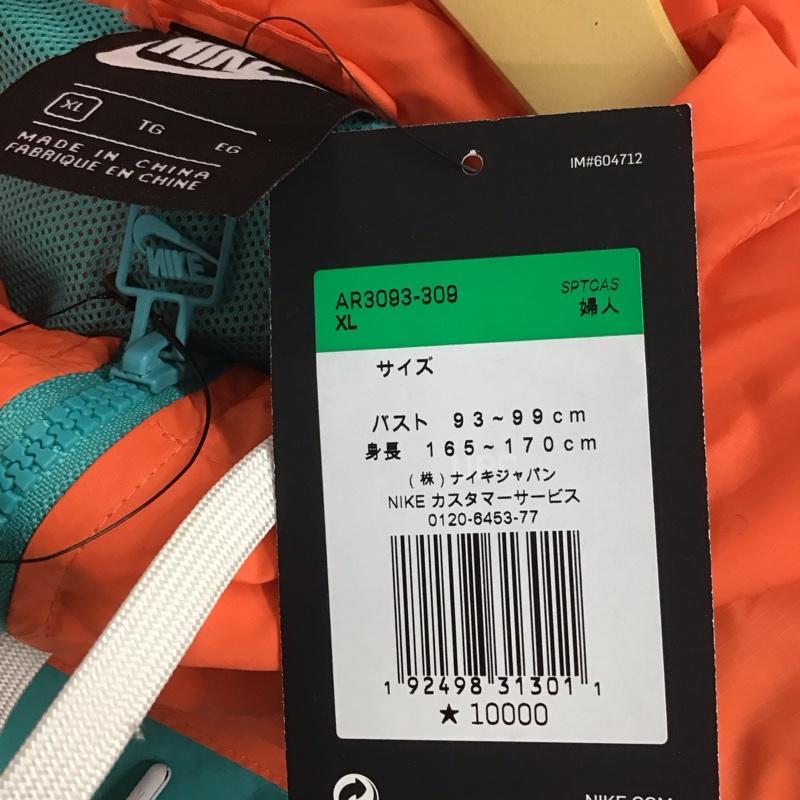 NIKE
XL TG EG
MADE IN CHINA
FABRIQUE EN CHINE
NIKE
IM#604712
AR3093-309 SPTCAS
XL 婦人
サイズ
バスト 93~99cm
身長 165~170cm
(株)ナイキジャパン
NIKE カスタマーサービス
0120-6453-77
1 92498 31301 1
★ 10000
NIKE.COM